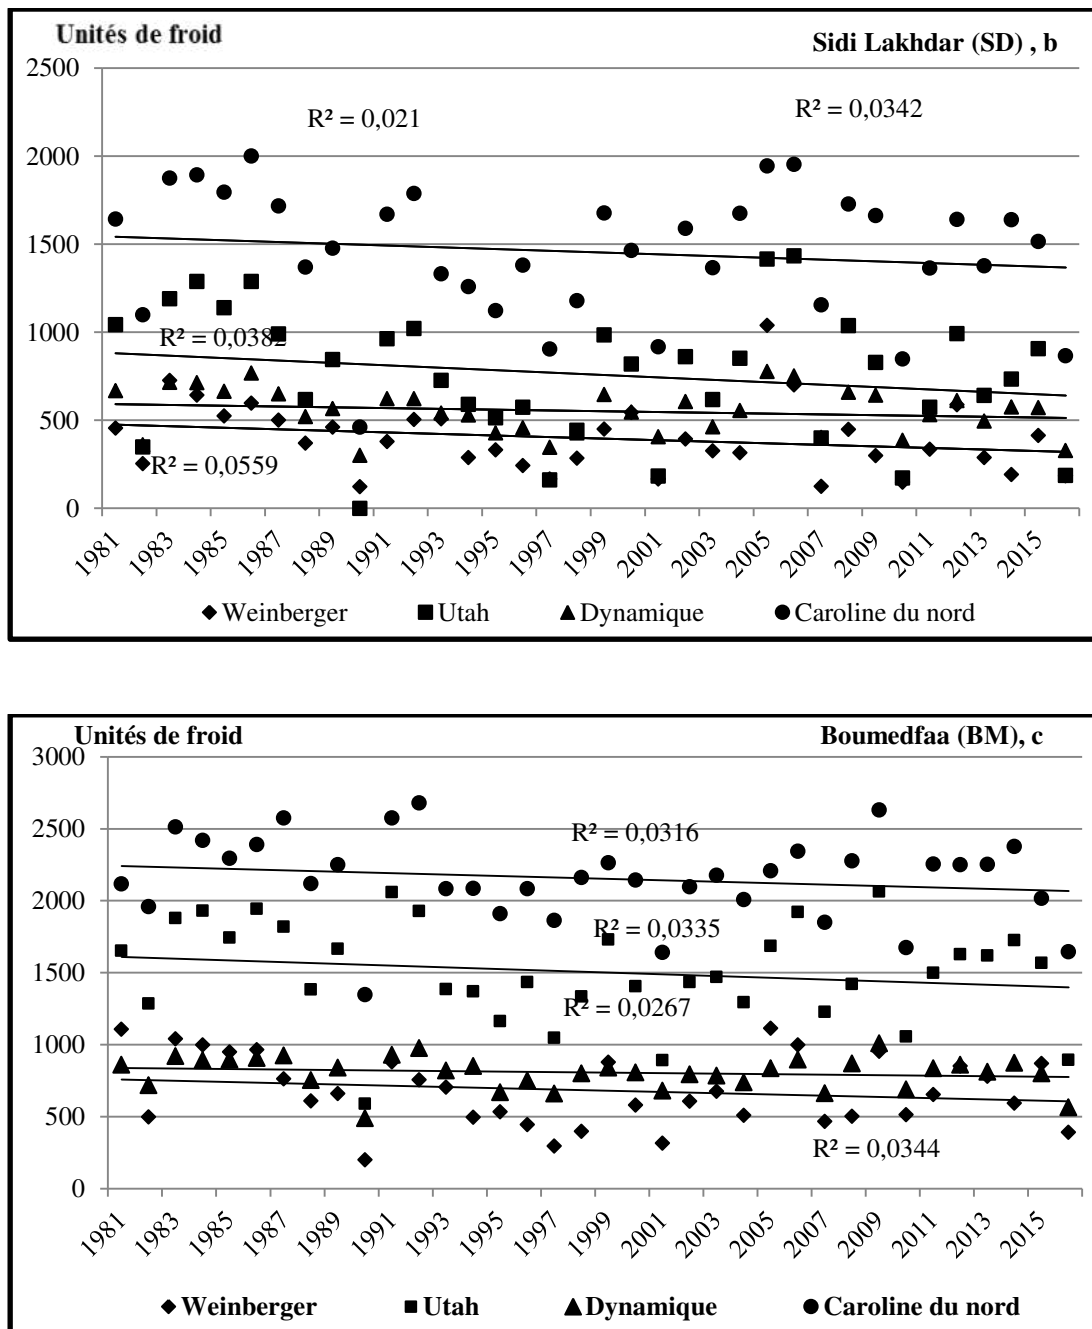 Unités de froid
Sidi Lakhdar (SD) , b
2500
R² = 0,021
R² = 0,0342
2000
1500
1000
R² = 0,0382
500
R² = 0,0559
0
1981 1983 1985 1987 1989 1991 1993 1995 1997 1999 2001 2003 2005 2007 2009 2011 2013 2015
Weinberger Utah Dynamique Caroline du nord
Unités de froid
Boumedfaa (BM), c
3000
2500
R² = 0,0316
2000
R² = 0,0335
1500
R² = 0,0267
1000
500
R² = 0,0344
0
1981 1983 1985 1987 1989 1991 1993 1995 1997 1999 2001 2003 2005 2007 2009 2011 2013 2015
Weinberger Utah Dynamique Caroline du nord